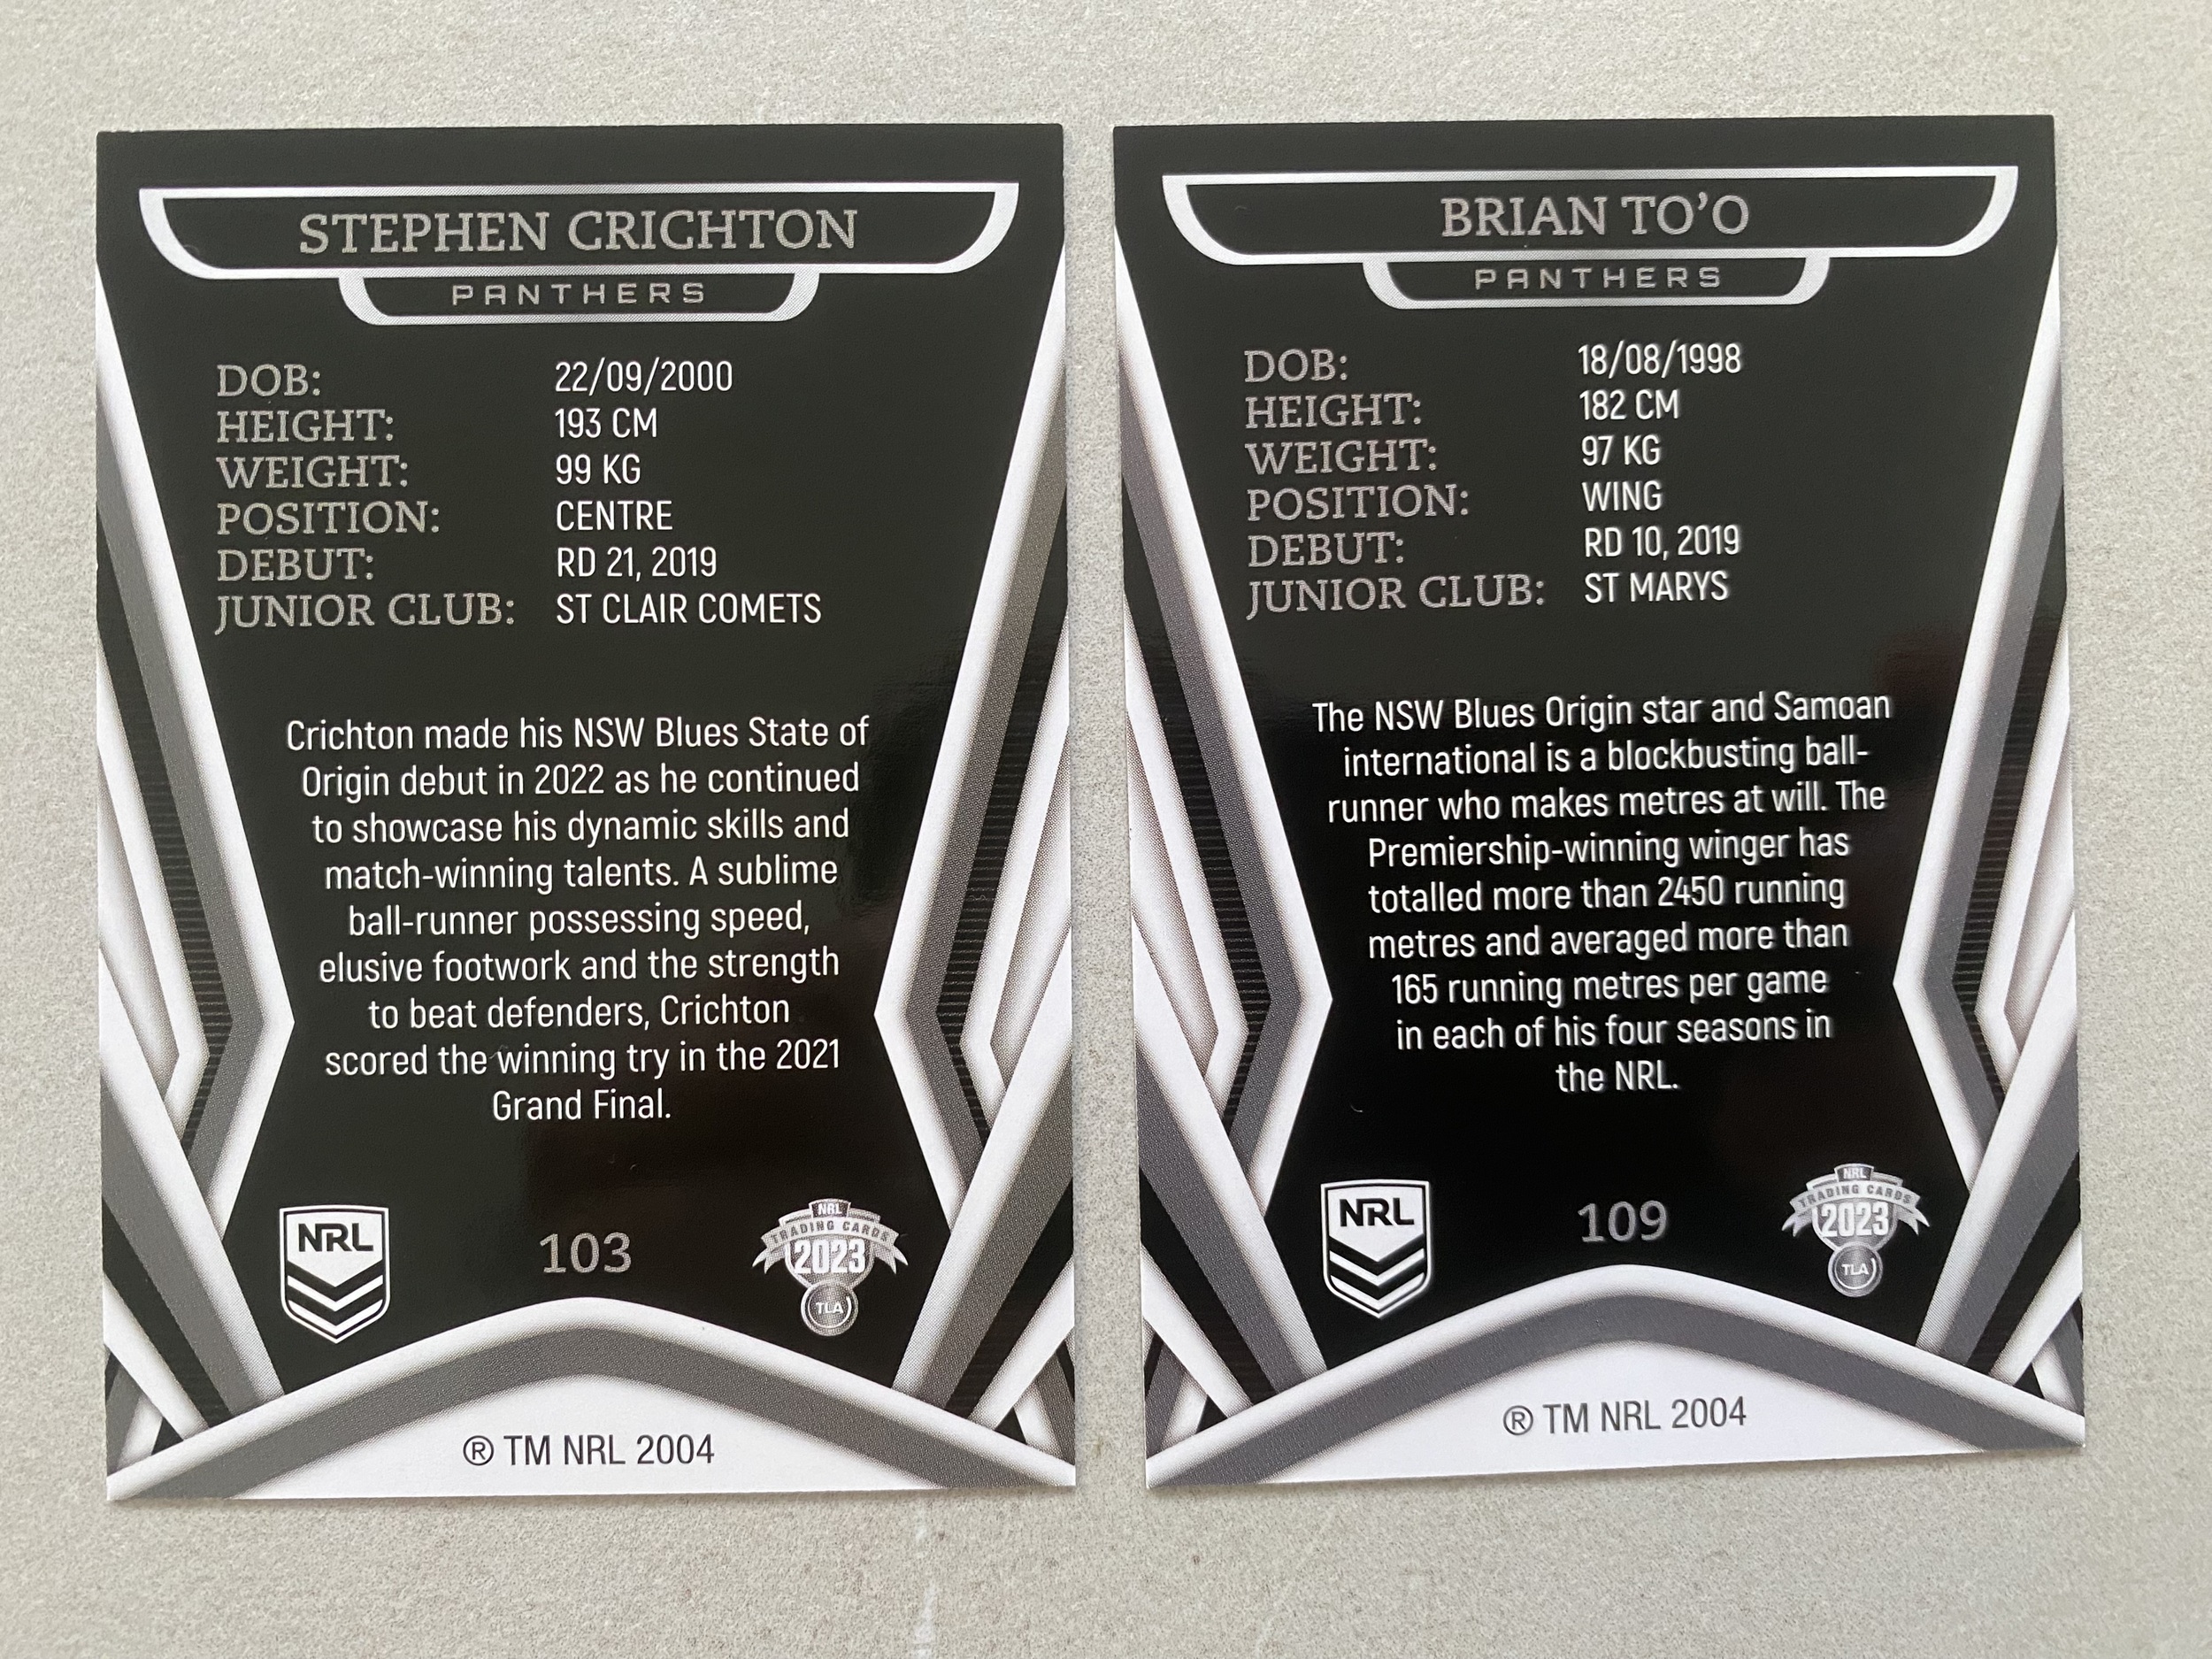 STEPHEN CRICHTON
PANTHERS
DOB: 22/09/2000
HEIGHT: 193 CM
WEIGHT: 99 KG
POSITION: CENTRE
DEBUT: RD 21, 2019
JUNIOR CLUB: ST CLAIR COMETS
Crichton made his NSW Blues State of
Origin debut in 2022 as he continued
to showcase his dynamic skills and
match-winning talents. A sublime
ball-runner possessing speed,
elusive footwork and the strength
to beat defenders, Crichton
scored the winning try in the 2021
Grand Final.
NRL
103
NRL
TRADING CARDS
2023
TLA
® TM NRL 2004
BRIAN TO’O
PANTHERS
DOB: 18/08/1998
HEIGHT: 182 CM
WEIGHT: 97 KG
POSITION: WING
DEBUT: RD 10, 2019
JUNIOR CLUB: ST MARYS
The NSW Blues Origin star and Samoan
international is a blockbusting ball-
runner who makes metres at will. The
Premiership-winning winger has
totalled more than 2450 running
metres and averaged more than
165 running metres per game
in each of his four seasons in
the NRL.
NRL
109
NRL
TRADING CARDS
2023
TLA
® TM NRL 2004